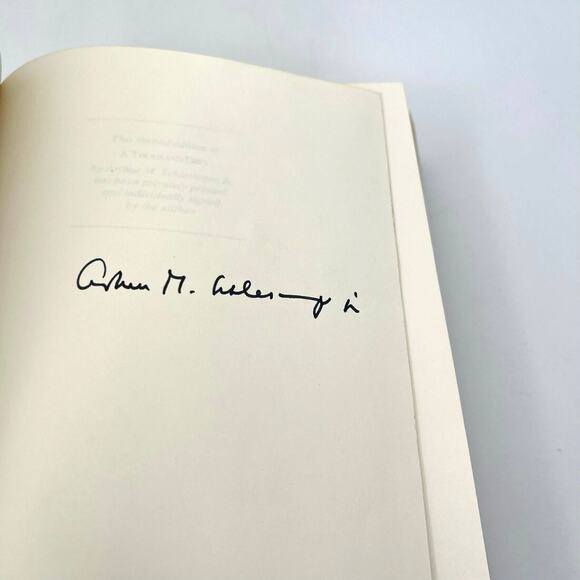 This limited edition of
A THOUSAND DAYS
by Arthur M. Schlesinger, Jr.
has been privately printed
and individually signed
by the author
Arthur M. Schlesinger Jr